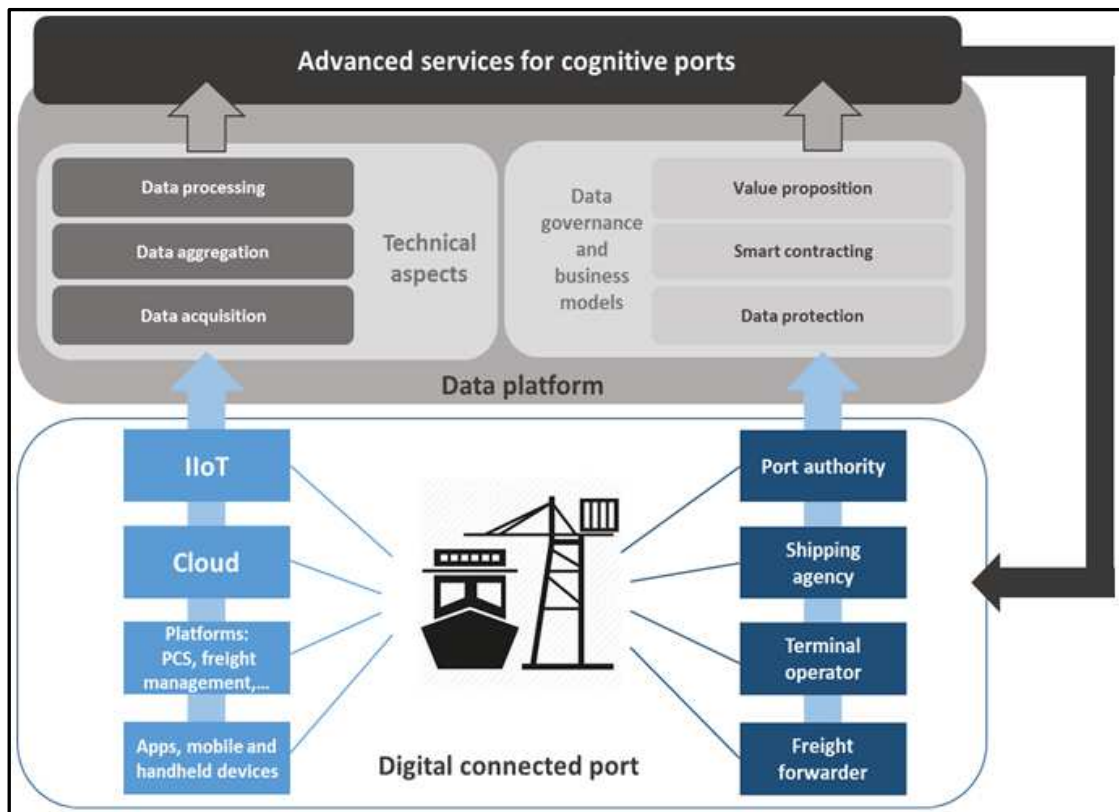 Advanced services for cognitive ports
Data processing
Data aggregation
Data acquisition
Technical
aspects
Data
governance
and
business
models
Value proposition
Smart contracting
Data protection
Data platform
IIoT
Cloud
Platforms:
PCS, freight
management,...
Apps, mobile and
handheld devices
Port authority
Shipping
agency
Terminal
operator
Freight
forwarder
Digital connected port